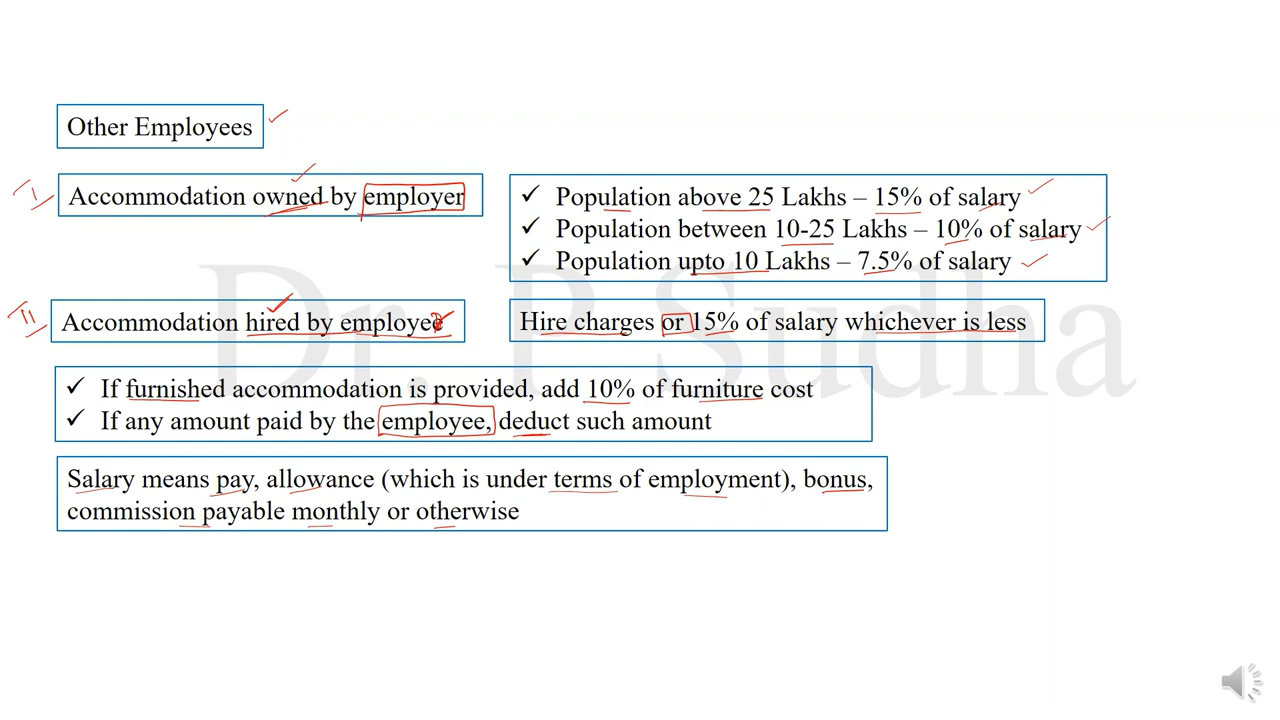 Other Employees
I
Accommodation owned by employer
✓ Population above 25 Lakhs – 15% of salary
✓ Population between 10-25 Lakhs – 10% of salary
✓ Population upto 10 Lakhs – 7.5% of salary
II
Accommodation hired by employer
Hire charges or 15% of salary whichever is less
✓ If furnished accommodation is provided, add 10% of furniture cost
✓ If any amount paid by the employee, deduct such amount
Salary means pay, allowance (which is under terms of employment), bonus,
commission payable monthly or otherwise
Dr. P Sudha